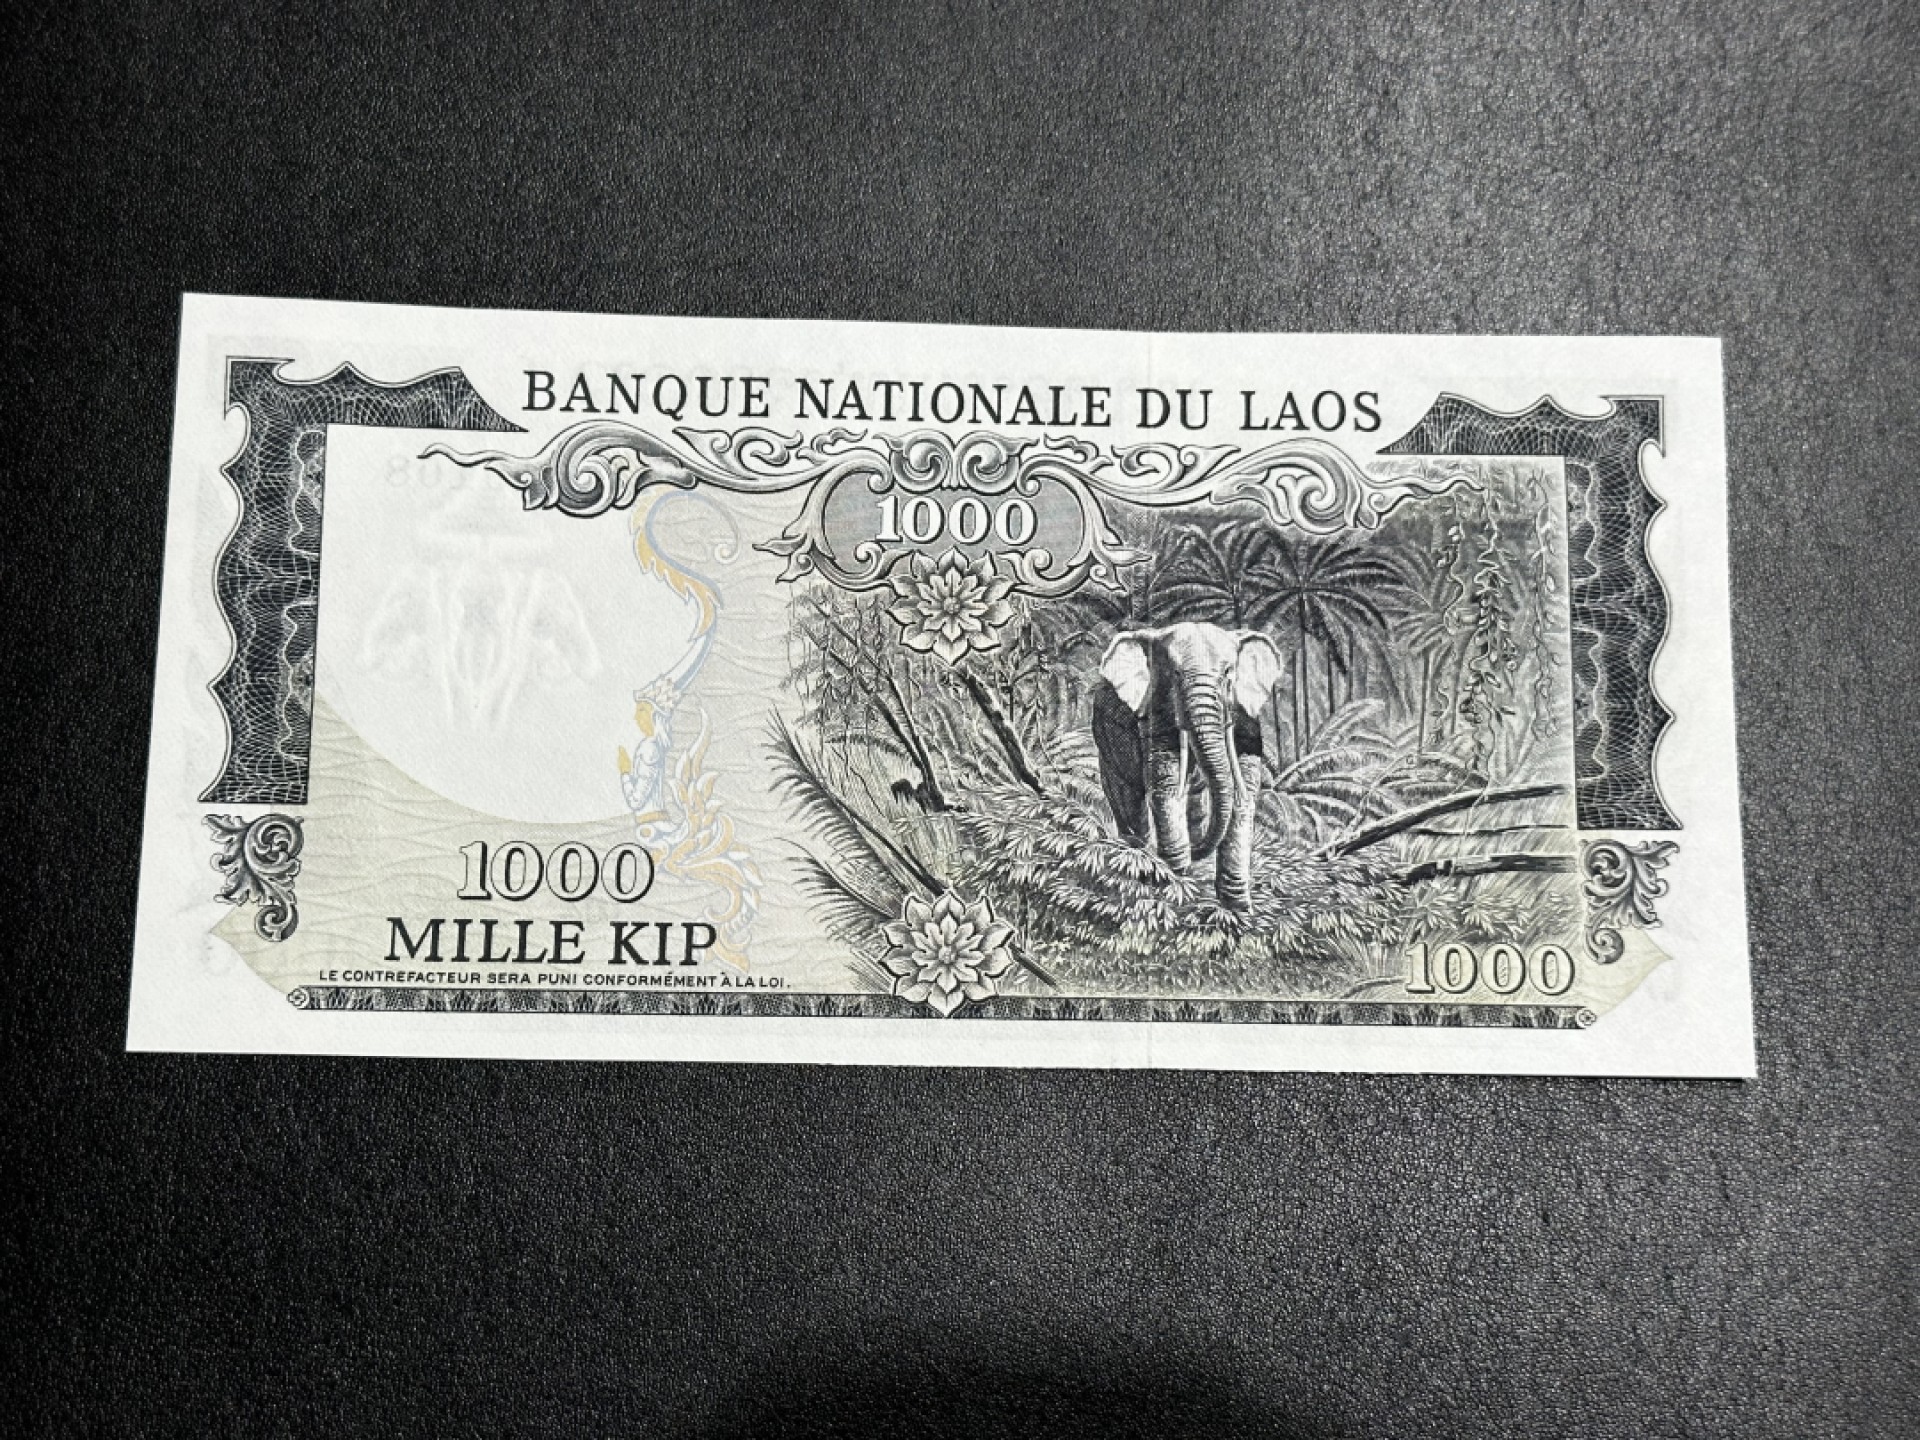 BANQUE NATIONALE DU LAOS
1000
1000
MILLE KIP
LE CONTREFACTEUR SERA PUNI CONFORMÉMENT À LA LOI.
1000